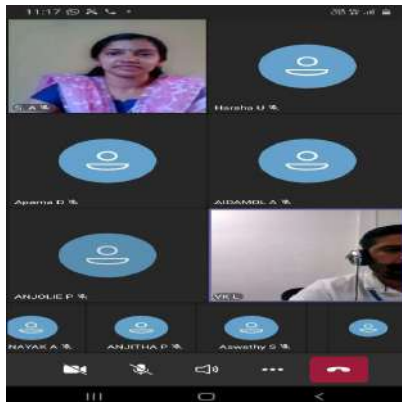 11:17
S. A
Harsha U
Aparna D
AIDAMOL A
ANJOLIE P
VK L
NAYAK A
ANJITHA P
Aswathy S